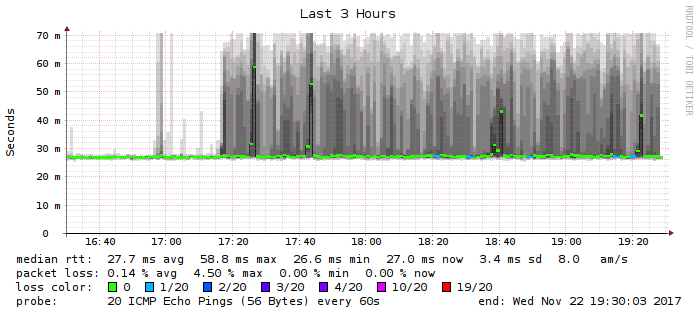 Last 3 Hours
RRDTOOL / TOBI OETIKER
Seconds
70 m
60 m
50 m
40 m
30 m
20 m
10 m
0
16:40 17:00 17:20 17:40 18:00 18:20 18:40 19:00 19:20
median rtt: 27.7 ms avg 58.8 ms max 26.6 ms min 27.0 ms now 3.4 ms sd 8.0 am/s
packet loss: 0.14 % avg 4.50 % max 0.00 % min 0.00 % now
loss color: 0 1/20 2/20 3/20 4/20 10/20 19/20
probe: 20 ICMP Echo Pings (56 Bytes) every 60s end: Wed Nov 22 19:30:03 2017